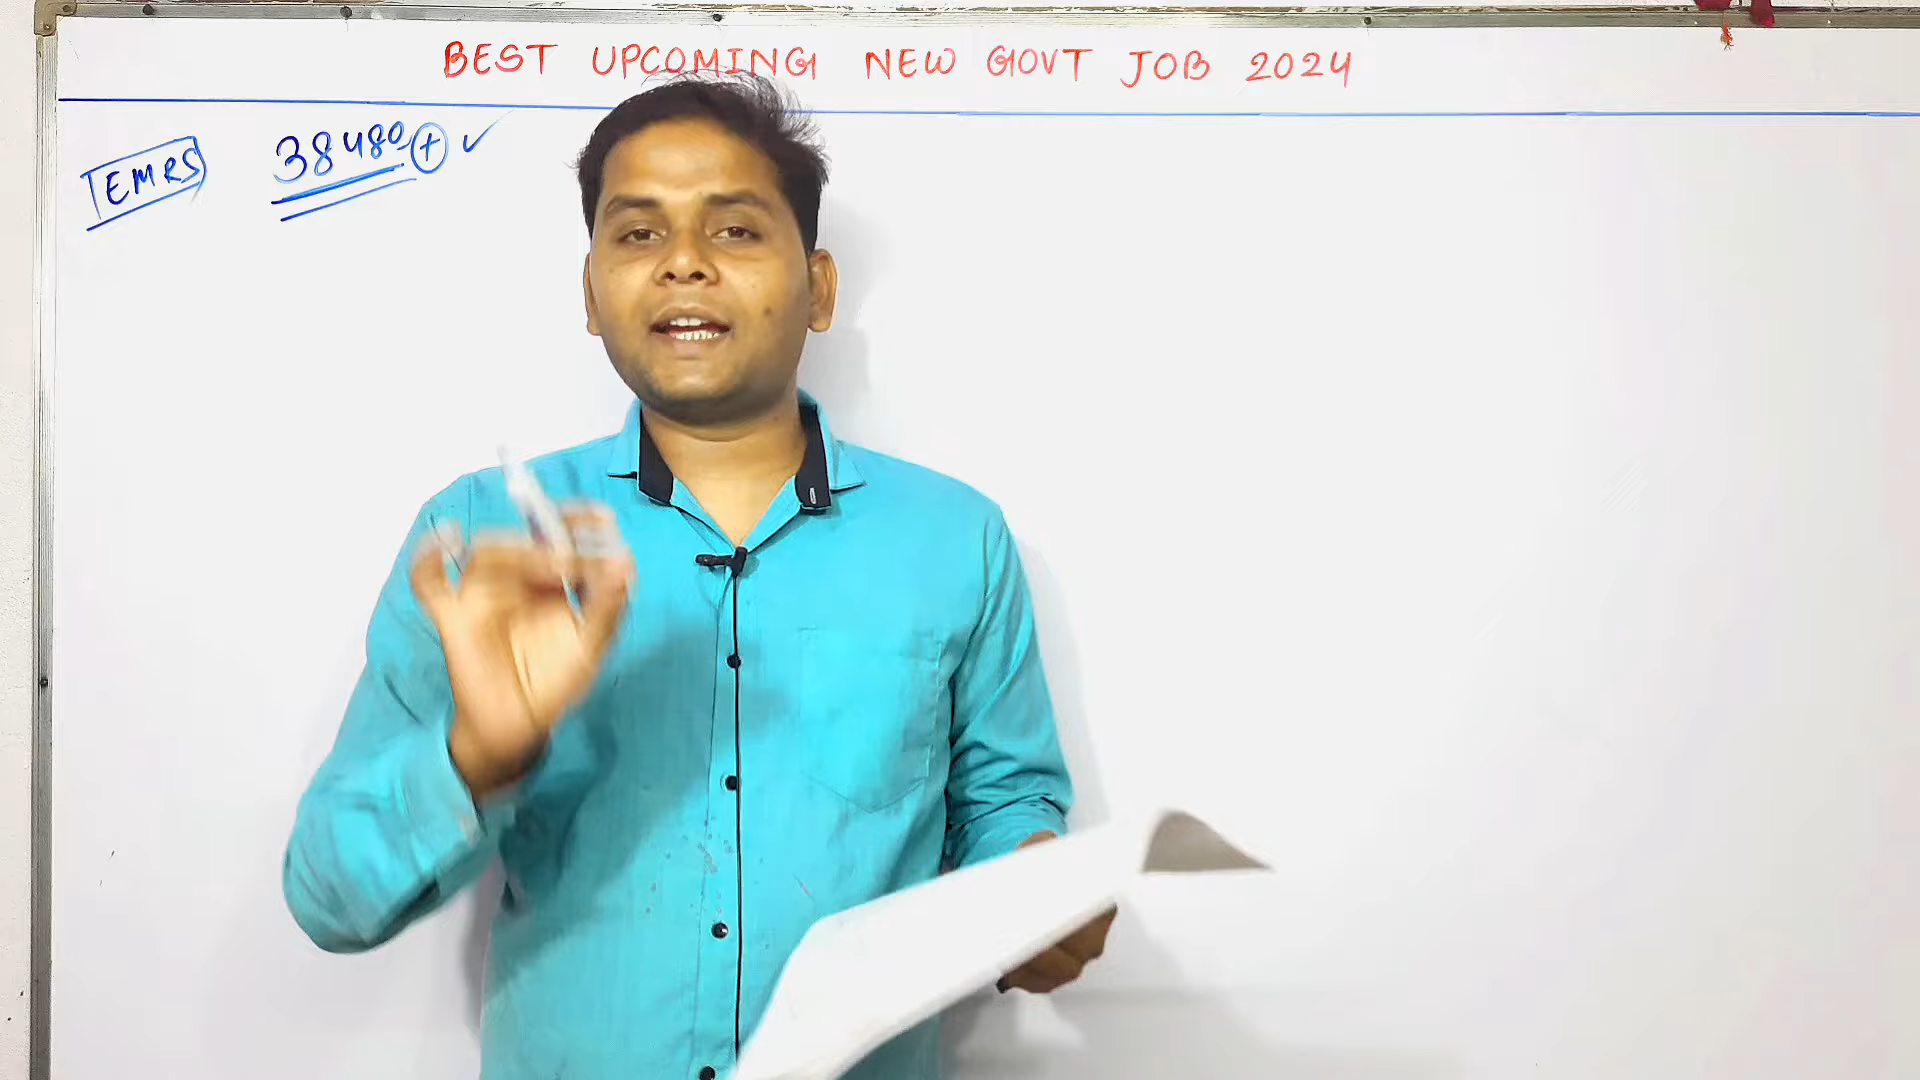 BEST UPCOMING NEW GOVT JOB 2024
EMRS 38480 + ✓